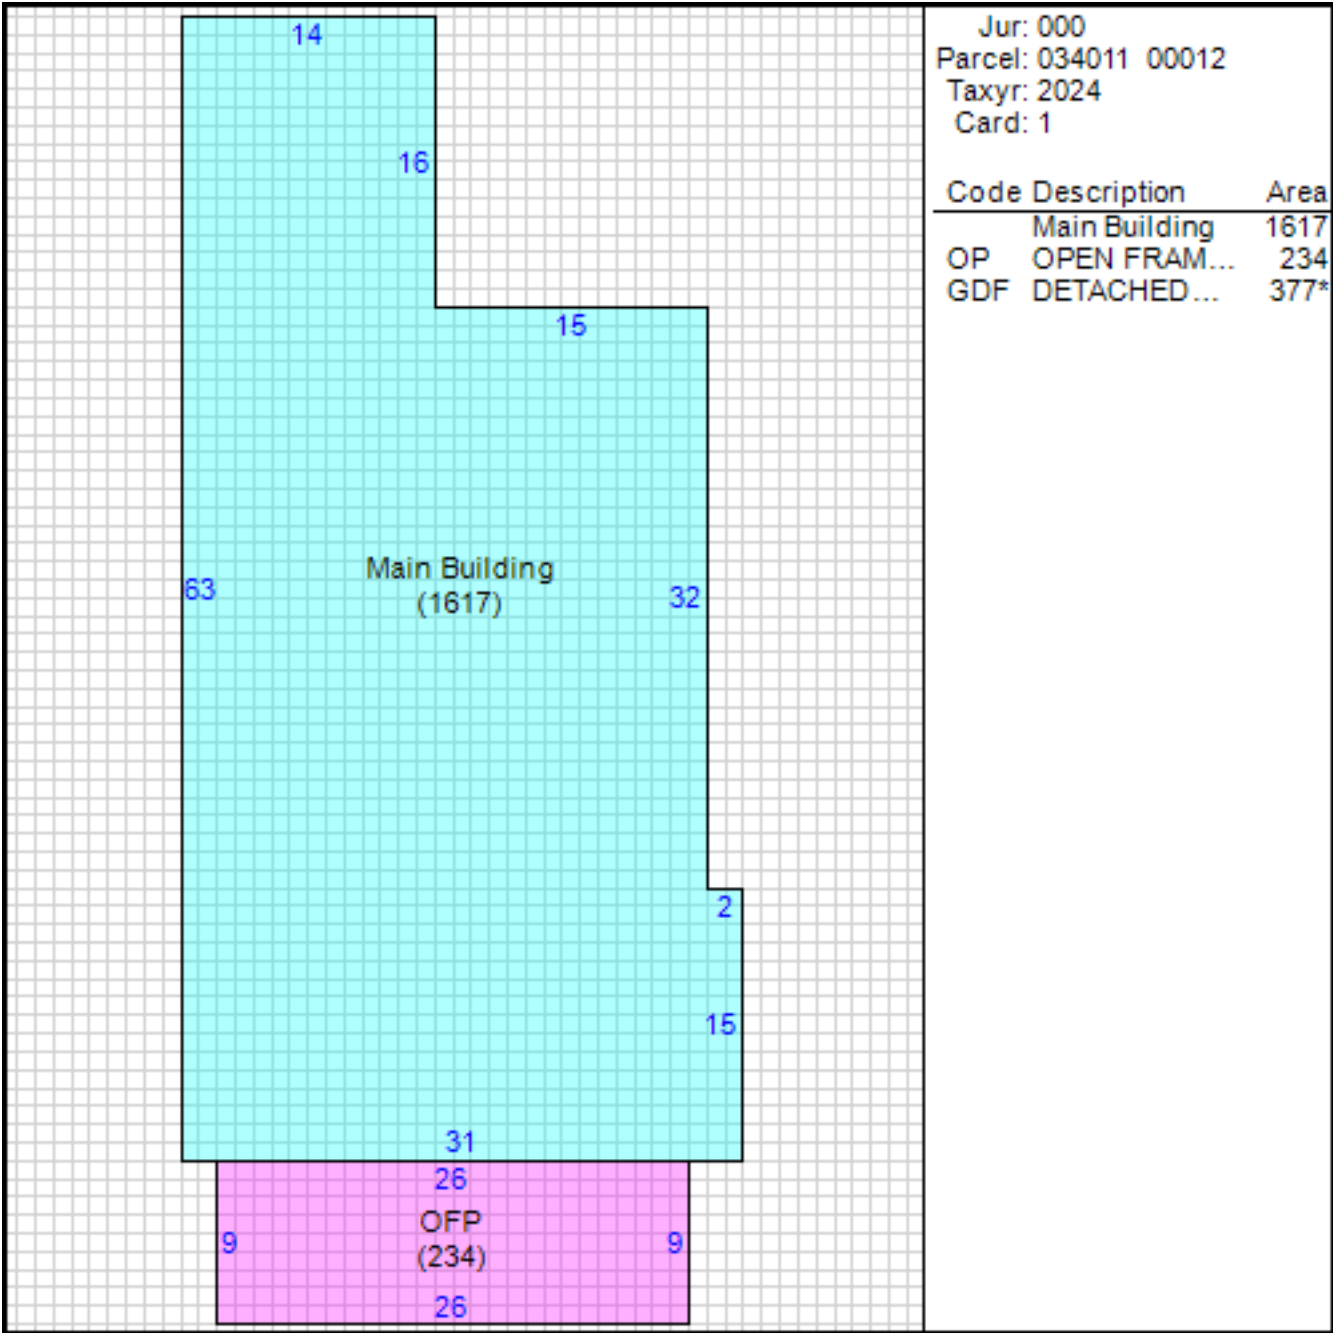 14
16
15
Main Building
(1617)
63
32
2
15
31
26
OFP
(234)
9
9
26
Jur: 000
Parcel: 034011 00012
Taxyr: 2024
Card: 1
Code Description Area
Main Building 1617
OP OPEN FRAM... 234
GDF DETACHED... 377*